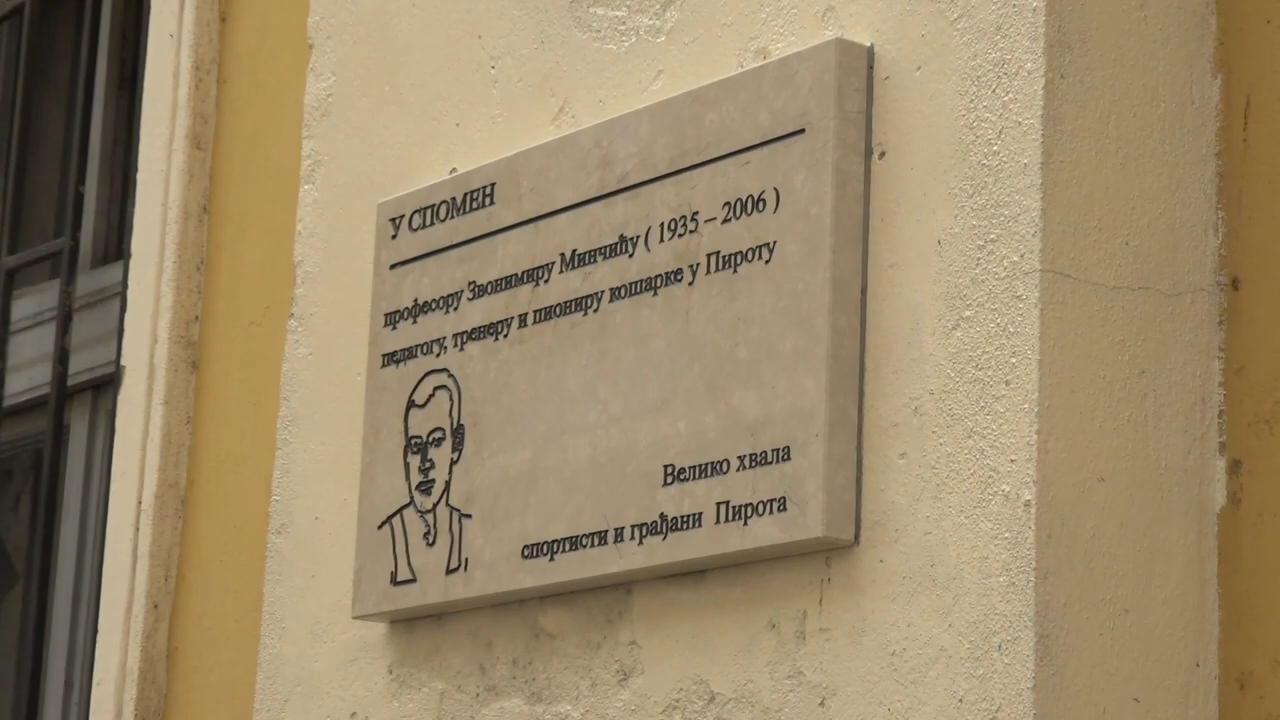 У СПОМЕН
професору Звонимиру Минчићу ( 1935 – 2006 )
педагогу, тренеру и пиониру кошарке у Пироту
Велико хвала
спортисти и грађани Пирота